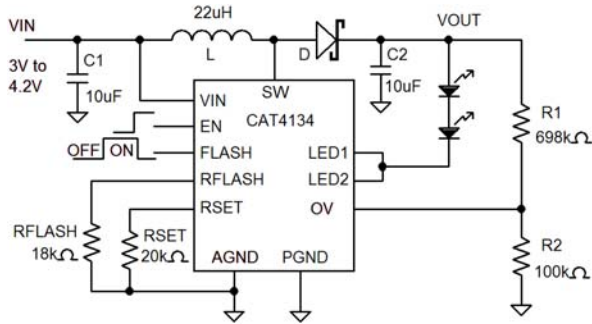 22uH
VIN
VOUT
L
D
C1
C2
3V to
4.2V
10uF
10uF
SW
VIN
CAT4134
R1
698kΩ
EN
OFF
ON
FLASH
LED1
RFLASH
LED2
RSET
OV
RFLASH
18kΩ
RSET
20kΩ
R2
100kΩ
AGND
PGND